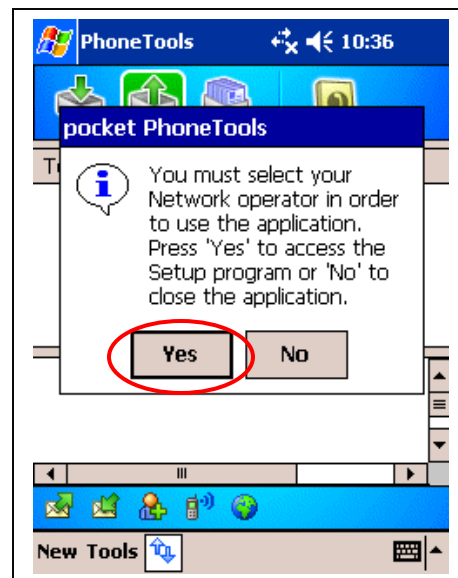 PhoneTools 10:36
pocket PhoneTools
You must select your
Network operator in order
to use the application.
Press 'Yes' to access the
Setup program or 'No' to
close the application.
Yes No
New Tools